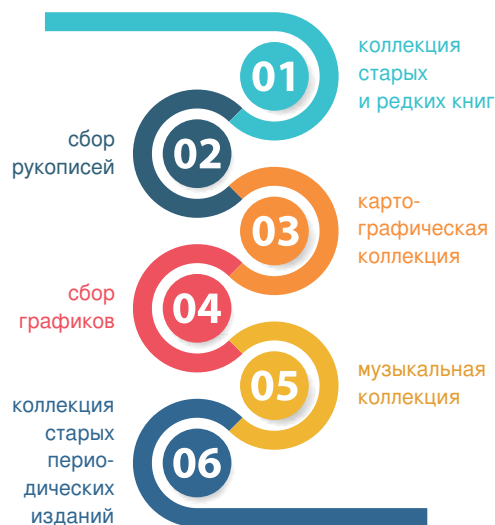 01
коллекция
старых
и редких книг
02
сбор
рукописей
03
карто-
графическая
коллекция
04
сбор
графиков
05
музыкальная
коллекция
06
коллекция
старых
перио-
дических
изданий